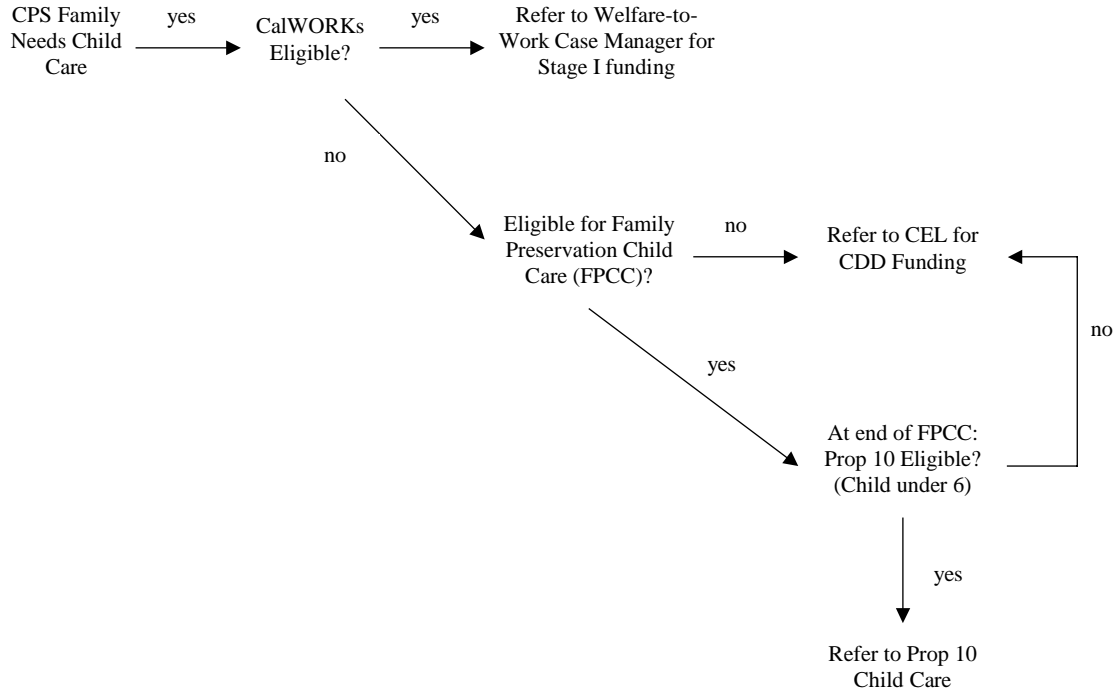 CPS Family
Needs Child
Care
yes
CalWORKs
Eligible?
yes
Refer to Welfare-to-
Work Case Manager for
Stage I funding
no
Eligible for Family
Preservation Child
Care (FPCC)?
no
Refer to CEL for
CDD Funding
no
yes
At end of FPCC:
Prop 10 Eligible?
(Child under 6)
yes
Refer to Prop 10
Child Care